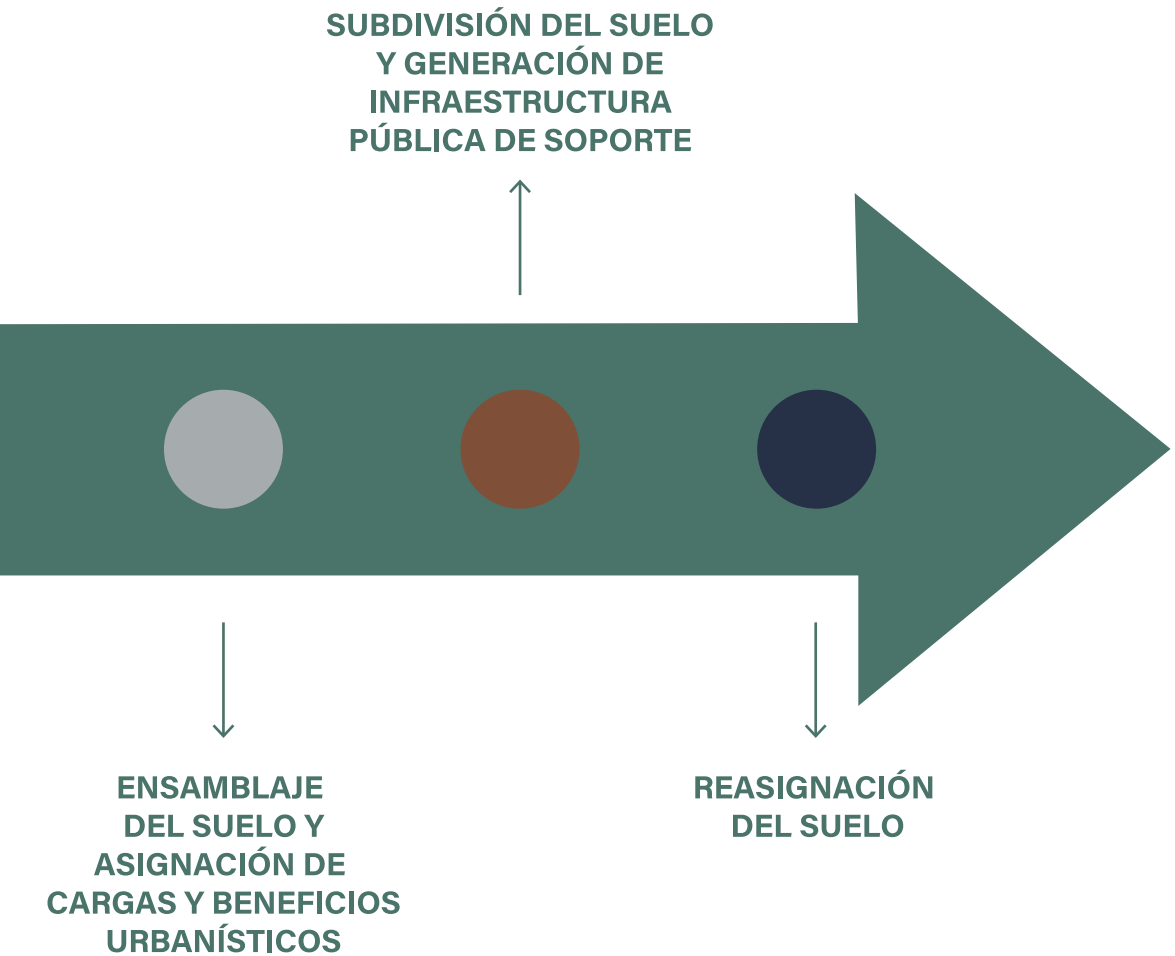 SUBDIVISIÓN DEL SUELO
Y GENERACIÓN DE
INFRAESTRUCTURA
PÚBLICA DE SOPORTE
ENSAMBLAJE
DEL SUELO Y
ASIGNACIÓN DE
CARGAS Y BENEFICIOS
URBANÍSTICOS
REASIGNACIÓN
DEL SUELO